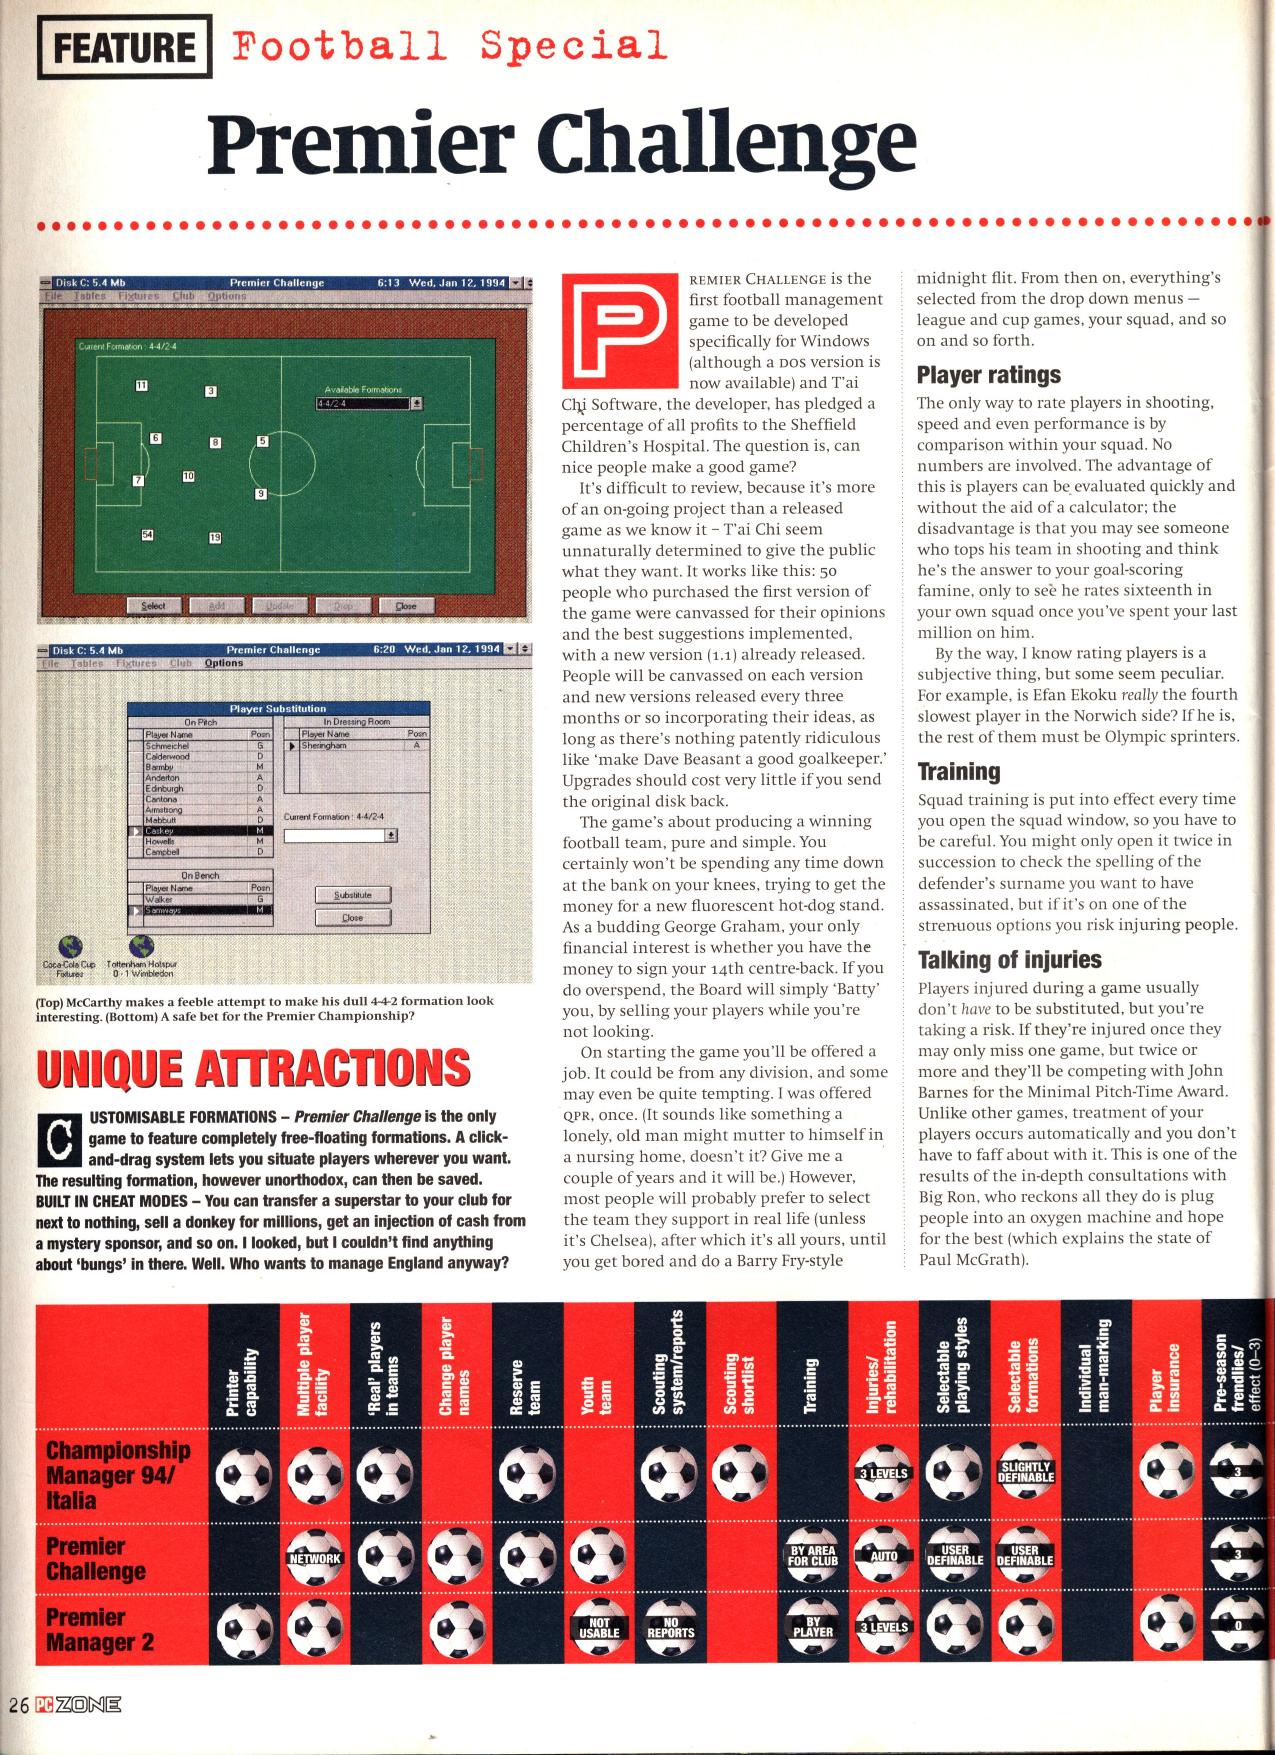 FEATURE Football Special
Premier Challenge
Disk C: 5.4 Mb Premier Challenge 6:13 Wed, Jan 12, 1994
File Tables Fixtures Club Options
Current Formation : 4-4/2-4
Available Formations
4-4/2-4
11
3
6
8
5
7
10
9
54
19
Select Add Update Drop Close
Disk C: 5.4 Mb Premier Challenge 6:20 Wed, Jan 12, 1994
File Tables Fixtures Club Options
Player Substitution
On Pitch
Player Name Posn
Schmeichel G
Calderwood D
Barmby M
Anderton A
Edinburgh D
Cantona A
Armstrong A
Mabbutt D
Caskey M
Howells M
Campbell D
On Bench
Player Name Posn
Walker G
Samways M
In Dressing Room
Player Name Posn
Sheringham A
Current Formation : 4-4/2-4
Substitute
Close
Coca-Cola Cup
Fixtures
Tottenham Hotspur
0 - 1 Wimbledon
(Top) McCarthy makes a feeble attempt to make his dull 4-4-2 formation look
interesting. (Bottom) A safe bet for the Premier Championship?
UNIQUE ATTRACTIONS
CUSTOMISABLE FORMATIONS – Premier Challenge is the only
game to feature completely free-floating formations. A click-
and-drag system lets you situate players wherever you want.
The resulting formation, however unorthodox, can then be saved.
BUILT IN CHEAT MODES – You can transfer a superstar to your club for
next to nothing, sell a donkey for millions, get an injection of cash from
a mystery sponsor, and so on. I looked, but I couldn't find anything
about 'bungs' in there. Well. Who wants to manage England anyway?
PREMIER CHALLENGE is the
first football management
game to be developed
specifically for Windows
(although a DOS version is
now available) and T'ai
Chi Software, the developer, has pledged a
percentage of all profits to the Sheffield
Children's Hospital. The question is, can
nice people make a good game?
It's difficult to review, because it's more
of an on-going project than a released
game as we know it – T'ai Chi seem
unnaturally determined to give the public
what they want. It works like this: 50
people who purchased the first version of
the game were canvassed for their opinions
and the best suggestions implemented,
with a new version (1.1) already released.
People will be canvassed on each version
and new versions released every three
months or so incorporating their ideas, as
long as there's nothing patently ridiculous
like 'make Dave Beasant a good goalkeeper.'
Upgrades should cost very little if you send
the original disk back.
The game's about producing a winning
football team, pure and simple. You
certainly won't be spending any time down
at the bank on your knees, trying to get the
money for a new fluorescent hot-dog stand.
As a budding George Graham, your only
financial interest is whether you have the
money to sign your 14th centre-back. If you
do overspend, the Board will simply 'Batty'
you, by selling your players while you're
not looking.
On starting the game you'll be offered a
job. It could be from any division, and some
may even be quite tempting. I was offered
QPR, once. (It sounds like something a
lonely, old man might mutter to himself in
a nursing home, doesn't it? Give me a
couple of years and it will be.) However,
most people will probably prefer to select
the team they support in real life (unless
it's Chelsea), after which it's all yours, until
you get bored and do a Barry Fry-style
midnight flit. From then on, everything's
selected from the drop down menus –
league and cup games, your squad, and so
on and so forth.
Player ratings
The only way to rate players in shooting,
speed and even performance is by
comparison within your squad. No
numbers are involved. The advantage of
this is players can be evaluated quickly and
without the aid of a calculator; the
disadvantage is that you may see someone
who tops his team in shooting and think
he's the answer to your goal-scoring
famine, only to see he rates sixteenth in
your own squad once you've spent your last
million on him.
By the way, I know rating players is a
subjective thing, but some seem peculiar.
For example, is Efan Ekoku really the fourth
slowest player in the Norwich side? If he is,
the rest of them must be Olympic sprinters.
Training
Squad training is put into effect every time
you open the squad window, so you have to
be careful. You might only open it twice in
succession to check the spelling of the
defender's surname you want to have
assassinated, but if it's on one of the
strenuous options you risk injuring people.
Talking of injuries
Players injured during a game usually
don't have to be substituted, but you're
taking a risk. If they're injured once they
may only miss one game, but twice or
more and they'll be competing with John
Barnes for the Minimal Pitch-Time Award.
Unlike other games, treatment of your
players occurs automatically and you don't
have to faff about with it. This is one of the
results of the in-depth consultations with
Big Ron, who reckons all they do is plug
people into an oxygen machine and hope
for the best (which explains the state of
Paul McGrath).
Printer
capability
Multiple player
facility
'Real' players
in teams
Change player
names
Reserve
team
Youth
team
Scouting
system/reports
Scouting
shortlist
Training
Injuries/
rehabilitation
Selectable
playing styles
Selectable
formations
Individual
man-marking
Player
insurance
Pre-season
frendlies/
effect (0–3)
Championship
Manager 94/
Italia
3 LEVELS
SLIGHTLY
DEFINABLE
3
Premier
Challenge
NETWORK
BY AREA
FOR CLUB
AUTO
USER
DEFINABLE
USER
DEFINABLE
3
Premier
Manager 2
NOT
USABLE
NO
REPORTS
BY
PLAYER
3 LEVELS
0
26 PC ZONE